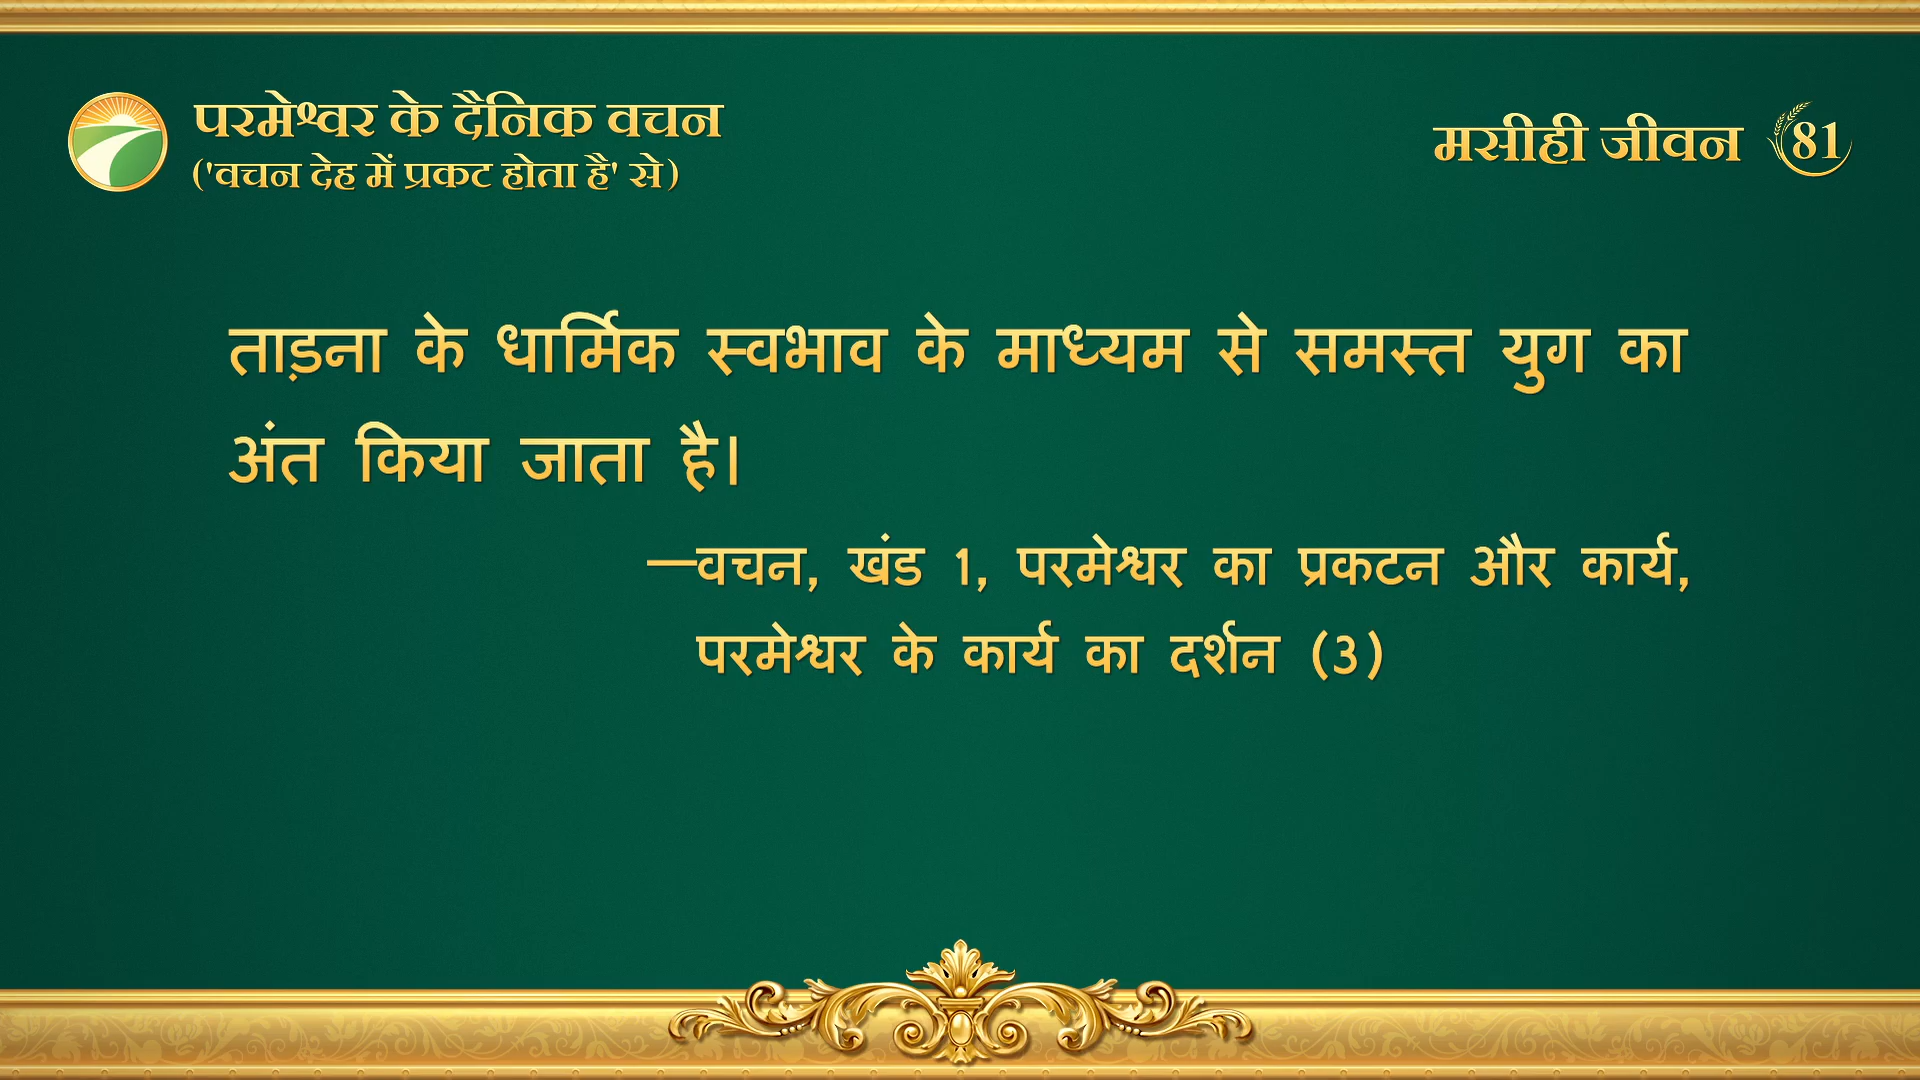 परमेश्वर के दैनिक वचन
('वचन देह में प्रकट होता है' से)
मसीही जीवन 81
ताड़ना के धार्मिक स्वभाव के माध्यम से समस्त युग का
अंत किया जाता है।
—वचन, खंड 1, परमेश्वर का प्रकटन और कार्य,
परमेश्वर के कार्य का दर्शन (3)